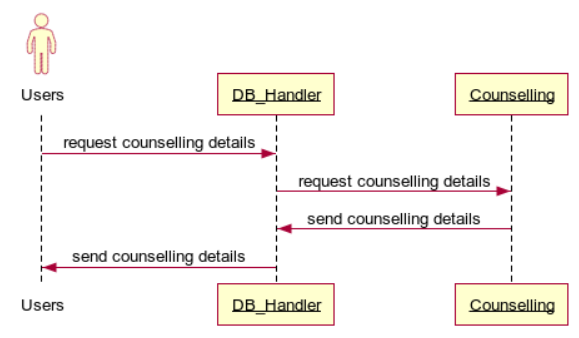 Users
DB_Handler
Counselling
request counselling details
request counselling details
send counselling details
send counselling details
Users
DB_Handler
Counselling